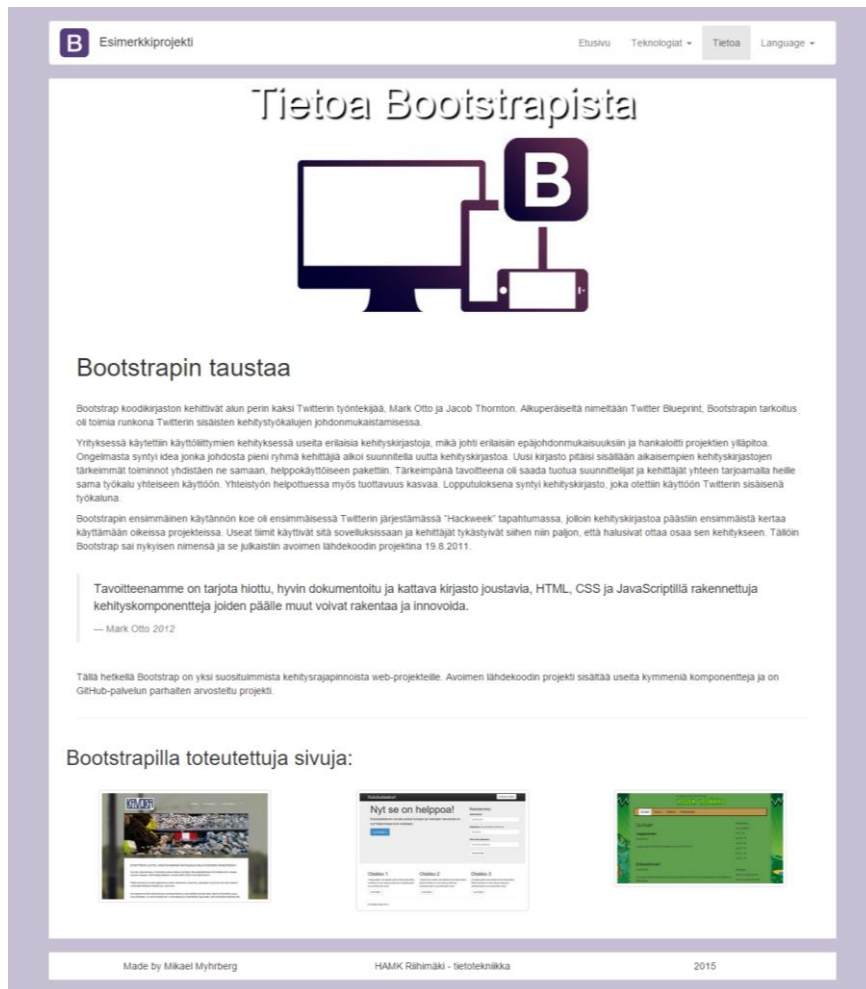 B Esimerkkiprojekti Etusivu Teknologiat Tietoa Language
Tietoa Bootstrapista
B
Bootstrapin taustaa
Bootstrap koodikirjaston kehittivät alun perin kaksi Twitterin työntekijää, Mark Otto ja Jacob Thornton. Alkuperäiseltä nimeltään Twitter Blueprint, Bootstrapin tarkoitus
oli toimia runkona Twitterin sisäisten kehitystyökalujen johdonmukaistamisessa.
Yrityksessä käytettiin käyttöliittymien kehityksessä useita erilaisia kehityskirjastoja, mikä johti erilaisiin epäjohdonmukaisuuksiin ja hankaloitti projektien ylläpitoa.
Ongelmasta syntyi idea jonka johdosta pieni ryhmä kehittäjiä alkoi suunnitella uutta kehityskirjastoa. Uusi kirjasto pitäisi sisällään aikaisempien kehityskirjastojen
tärkeimmät toiminnot yhdistäen ne samaan, helppokäyttöiseen pakettiin. Tärkeimpänä tavoitteena oli saada tuotua suunnittelijat ja kehittäjät yhteen tarjoamalla heille
sama työkalu yhteiseen käyttöön. Yhteistyön helpottuessa myös tuottavuus kasvaa. Lopputuloksena syntyi kehityskirjasto, joka otettiin käyttöön Twitterin sisäisenä
työkaluna.
Bootstrapin ensimmäinen käytännön koe oli ensimmäisessä Twitterin järjestämässä "Hackweek" tapahtumassa, jolloin kehityskirjastoa päästiin ensimmäistä kertaa
käyttämään oikeissa projekteissa. Useat tiimit käyttivät sitä sovelluksissaan ja kehittäjät tykästyivät siihen niin paljon, että halusivat ottaa osaa sen kehitykseen. Tällöin
Bootstrap sai nykyisen nimensä ja se julkaistiin avoimen lähdekoodin projektina 19.8.2011.
Tavoitteenamme on tarjota hiottu, hyvin dokumentoitu ja kattava kirjasto joustavia, HTML, CSS ja JavaScriptillä rakennettuja
kehityskomponentteja joiden päälle muut voivat rakentaa ja innovoida.
— Mark Otto 2012
Tällä hetkellä Bootstrap on yksi suosituimmista kehitysrajapinnoista web-projekteille. Avoimen lähdekoodin projekti sisältää useita kymmeniä komponentteja ja on
GitHub-palvelun parhaiten arvosteltu projekti.
Bootstrapilla toteutettuja sivuja:
Nyt se on helppoa!
Otsikko 1 Otsikko 2 Otsikko 3
Made by Mikael Myhrberg HAMK Riihimäki - tietotekniikka 2015